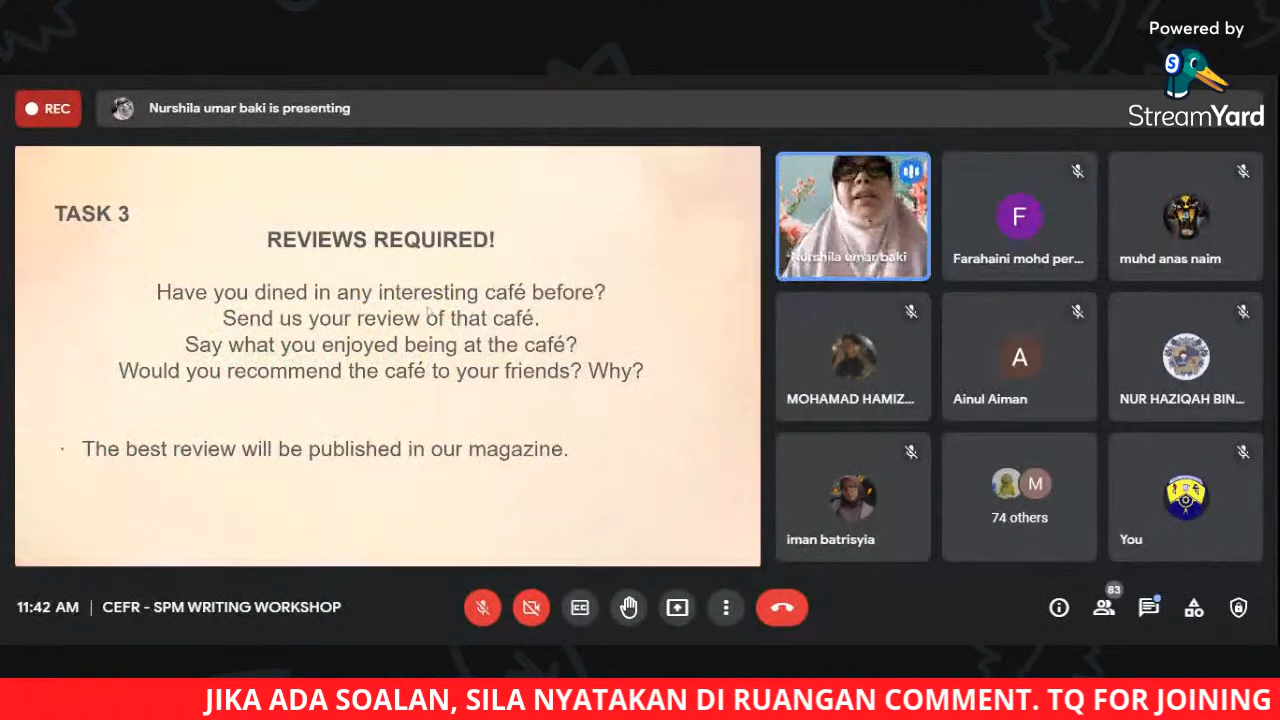 Powered by
StreamYard
REC
Nurshila umar baki is presenting
TASK 3
REVIEWS REQUIRED!
Have you dined in any interesting café before?
Send us your review of that café.
Say what you enjoyed being at the café?
Would you recommend the café to your friends? Why?
· The best review will be published in our magazine.
Nurshila umar baki
F
Farahaini mohd per...
muhd anas naim
MOHAMAD HAMIZ...
A
Ainul Aiman
NUR HAZIQAH BIN...
iman batrisyia
M
74 others
You
11:42 AM | CEFR - SPM WRITING WORKSHOP
83
JIKA ADA SOALAN, SILA NYATAKAN DI RUANGAN COMMENT. TQ FOR JOINING